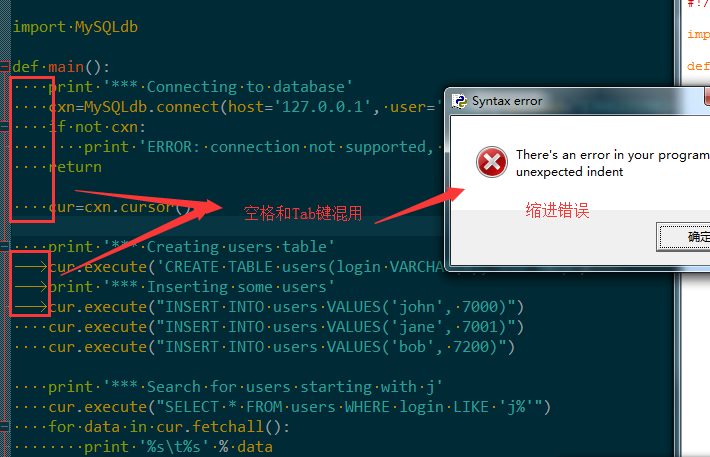 import MySQLdb
#!/
imp
def main():
def
print '*** Connecting to database'
cxn=MySQLdb.connect(host='127.0.0.1', user='
Syntax error
if not cxn:
print 'ERROR: connection not supported,
There's an error in your program
unexpected indent
return
cur=cxn.cursor()
空格和Tab键混用
缩进错误
确定
print '*** Creating users table'
cur.execute('CREATE TABLE users(login VARCHA
print '*** Inserting some users'
cur.execute("INSERT INTO users VALUES('john', 7000)")
cur.execute("INSERT INTO users VALUES('jane', 7001)")
cur.execute("INSERT INTO users VALUES('bob', 7200)")
print '*** Search for users starting with j'
cur.execute("SELECT * FROM users WHERE login LIKE 'j%'")
for data in cur.fetchall():
print '%s\t%s' % data